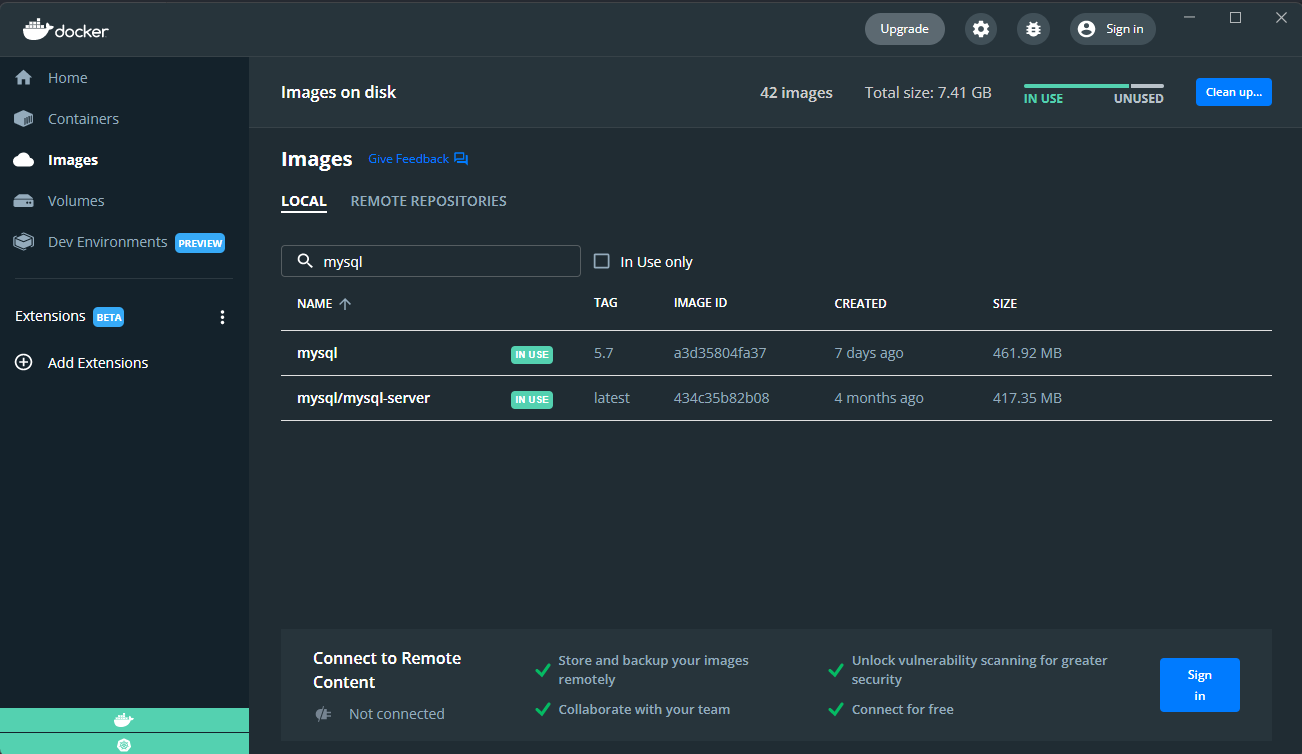 docker
Upgrade
Sign in
Home
Containers
Images
Volumes
Dev Environments PREVIEW
Extensions BETA
Add Extensions
Images on disk
42 images
Total size: 7.41 GB
IN USE UNUSED
Clean up...
Images Give Feedback
LOCAL REMOTE REPOSITORIES
mysql
In Use only
NAME TAG IMAGE ID CREATED SIZE
mysql IN USE 5.7 a3d35804fa37 7 days ago 461.92 MB
mysql/mysql-server IN USE latest 434c35b82b08 4 months ago 417.35 MB
Connect to Remote
Content
Not connected
Store and backup your images
remotely
Collaborate with your team
Unlock vulnerability scanning for greater
security
Connect for free
Sign
in